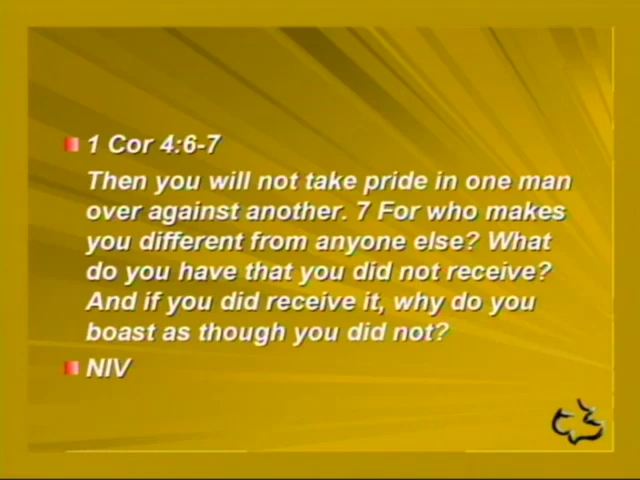 1 Cor 4:6-7
Then you will not take pride in one man
over against another. 7 For who makes
you different from anyone else? What
do you have that you did not receive?
And if you did receive it, why do you
boast as though you did not?
NIV